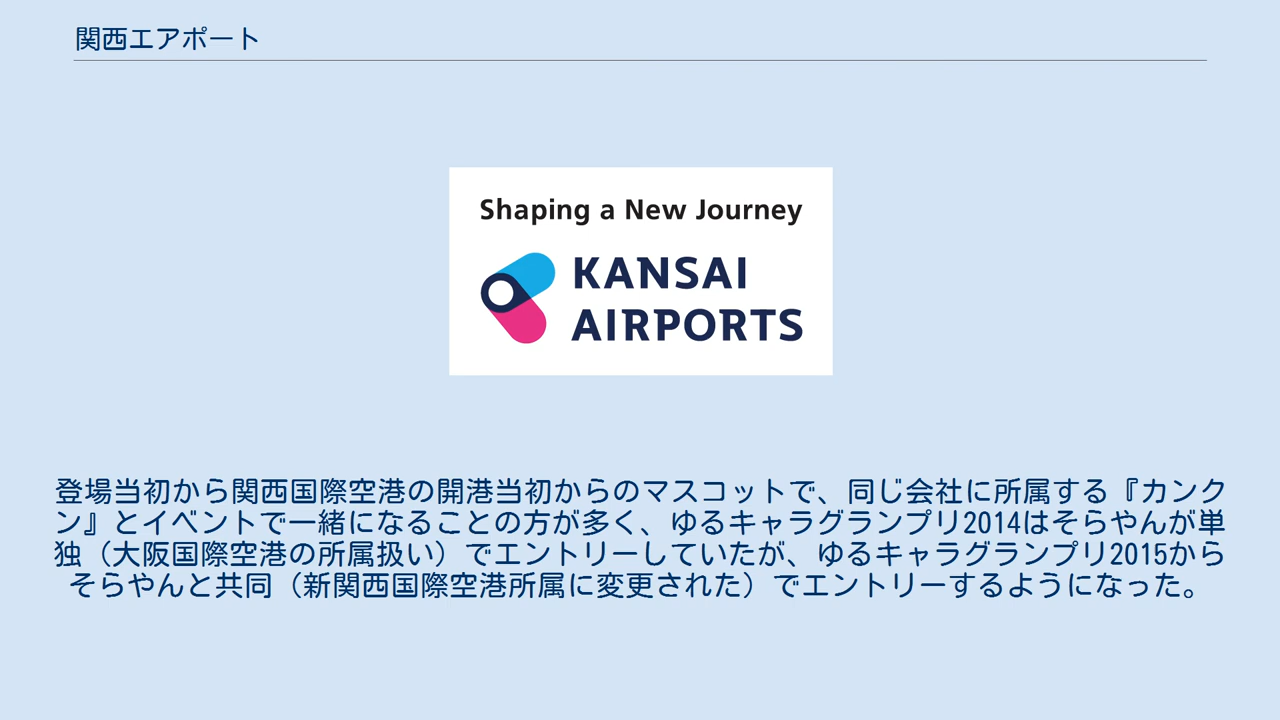 関西エアポート
Shaping a New Journey
KANSAI
AIRPORTS
登場当初から関西国際空港の開港当初からのマスコットで、同じ会社に所属する『カンク
ン』とイベントで一緒になることの方が多く、ゆるキャラグランプリ2014はそらやんが単
独（大阪国際空港の所属扱い）でエントリーしていたが、ゆるキャラグランプリ2015から
そらやんと共同（新関西国際空港所属に変更された）でエントリーするようになった。